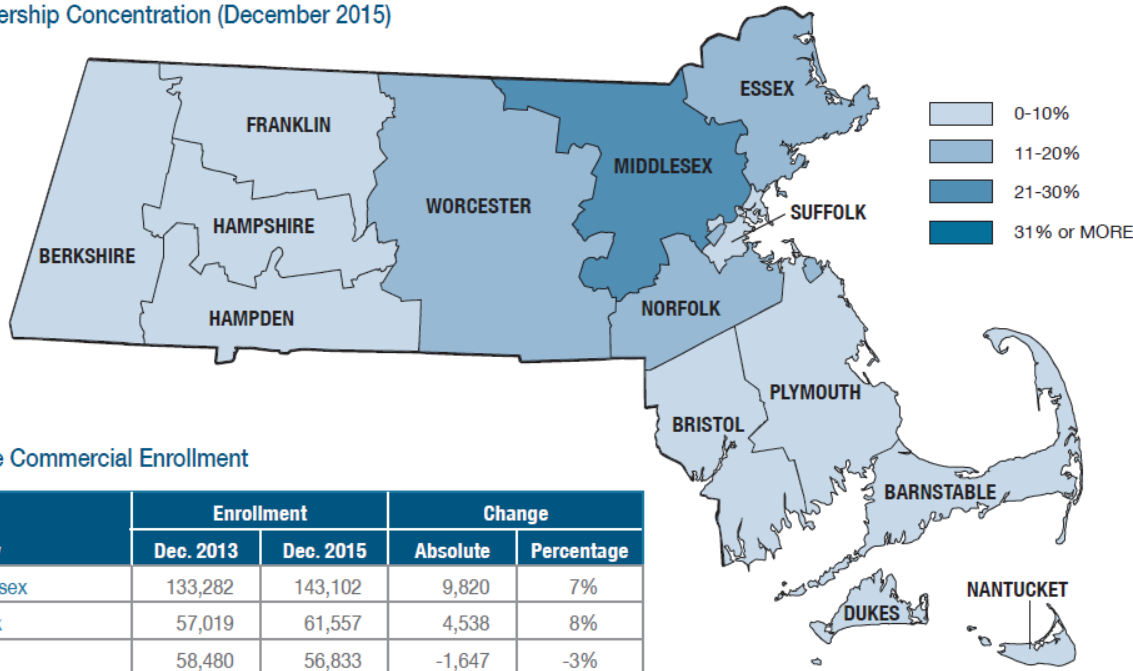 ership Concentration (December 2015)
ESSEX
0-10%
FRANKLIN
11-20%
MIDDLESEX
21-30%
WORCESTER
SUFFOLK
HAMPSHIRE
31% or MORE
BERKSHIRE
NORFOLK
HAMPDEN
PLYMOUTH
BRISTOL
e Commercial Enrollment
BARNSTABLE
Enrollment Change
Dec. 2013 Dec. 2015 Absolute Percentage
sex 133,282 143,102 9,820 7%
NANTUCKET
DUKES
57,019 61,557 4,538 8%
58,480 56,833 -1,647 -3%